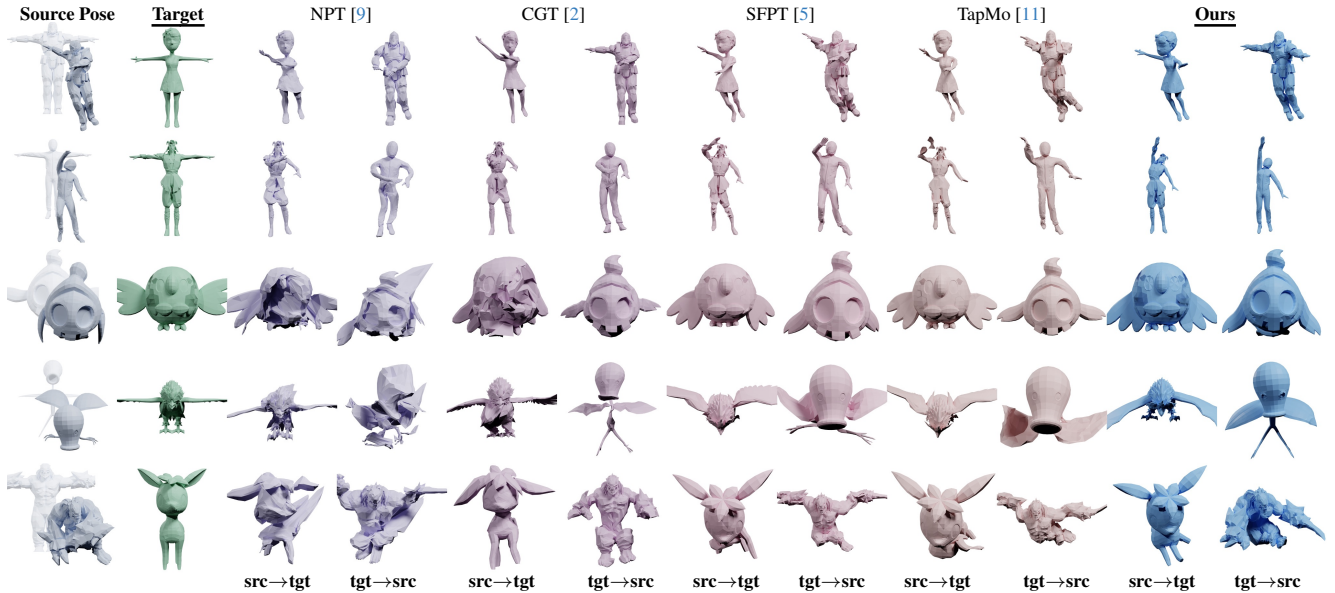 Source Pose Target NPT [9] CGT [2] SFPT [5] TapMo [11] Ours
src→tgt tgt→src src→tgt tgt→src src→tgt tgt→src src→tgt tgt→src src→tgt tgt→src